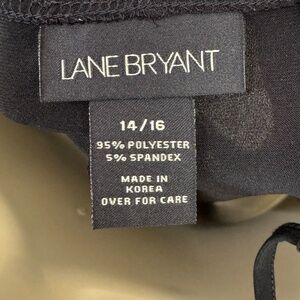 LANE BRYANT
14/16
95% POLYESTER
5% SPANDEX
MADE IN
KOREA
OVER FOR CARE